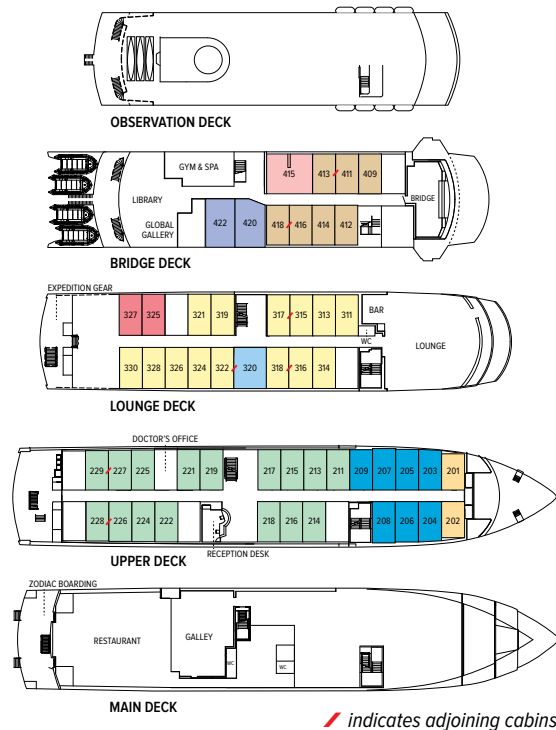 OBSERVATION DECK
GYM & SPA
415 413 411 409
LIBRARY
BRIDGE
GLOBAL
GALLERY
422 420 418 416 414 412
BRIDGE DECK
EXPEDITION GEAR
327 325 321 319 317 315 313 311
BAR
WC
LOUNGE
330 328 326 324 322 320 318 316 314
LOUNGE DECK
DOCTOR'S OFFICE
229 227 225 221 219 217 215 213 211 209 207 205 203 201
228 226 224 222 218 216 214 208 206 204 202
RECEPTION DESK
UPPER DECK
ZODIAC BOARDING
RESTAURANT
GALLEY
WC
WC
MAIN DECK
indicates adjoining cabins